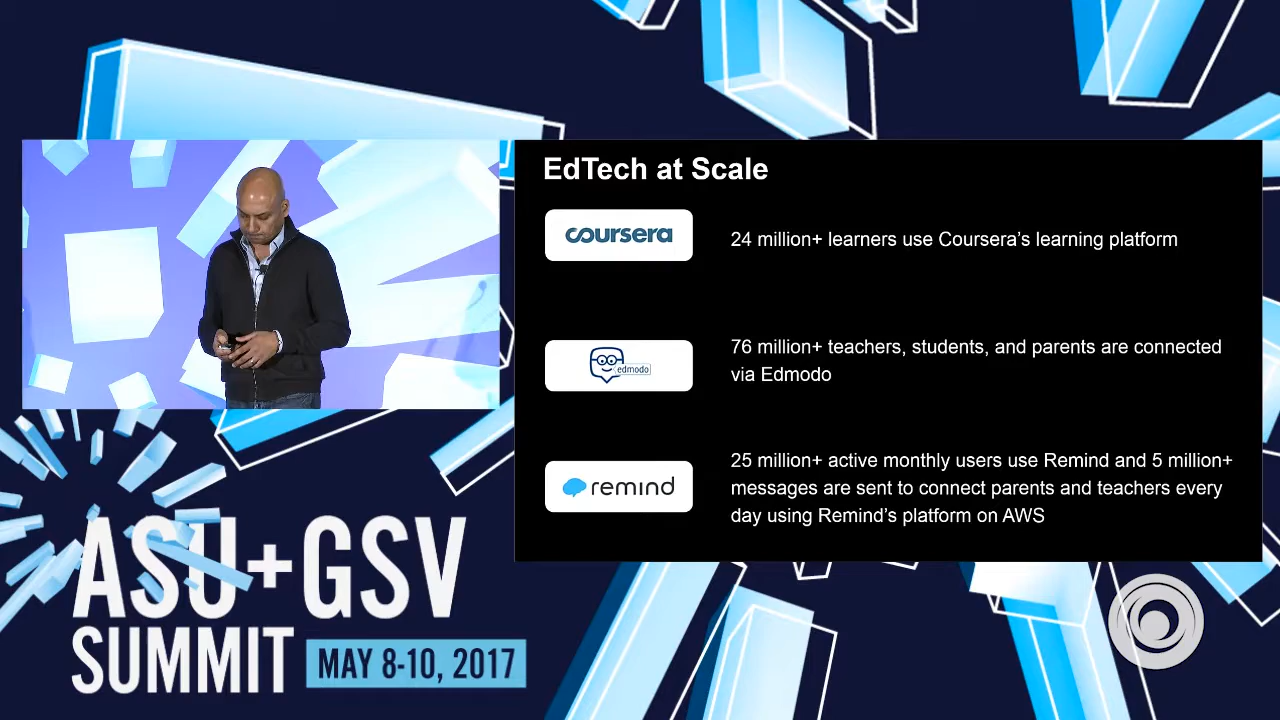 EdTech at Scale
coursera
24 million+ learners use Coursera’s learning platform
edmodo
76 million+ teachers, students, and parents are connected
via Edmodo
remind
25 million+ active monthly users use Remind and 5 million+
messages are sent to connect parents and teachers every
day using Remind’s platform on AWS
ASU+GSV
SUMMIT
MAY 8-10, 2017